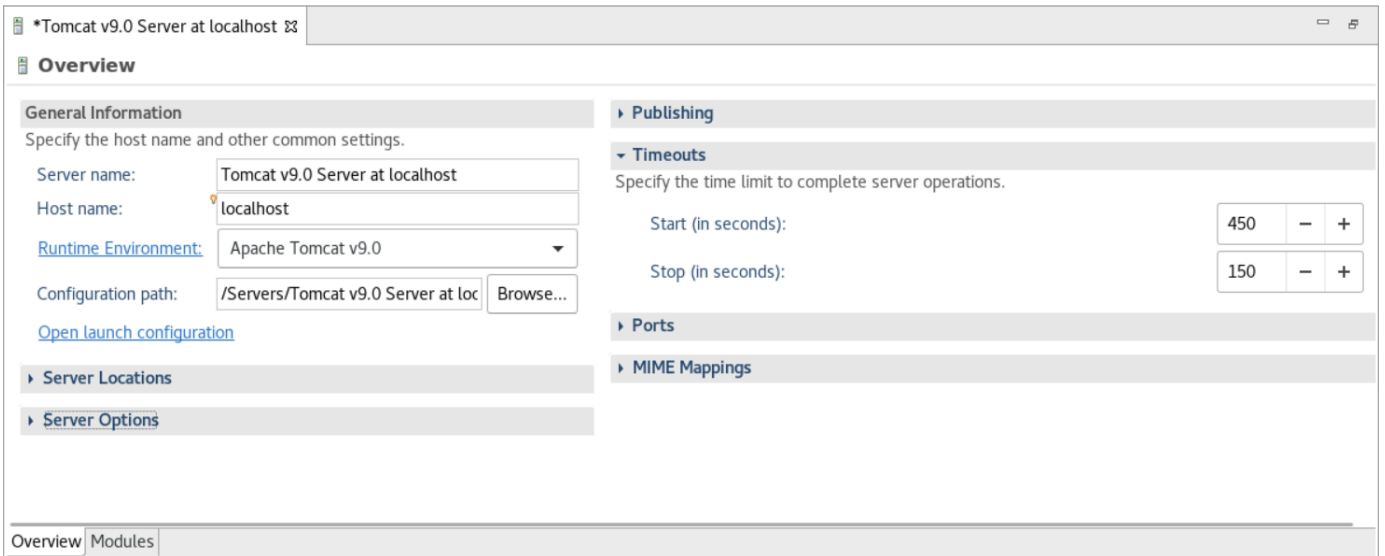 *Tomcat v9.0 Server at localhost
Overview
General Information
Specify the host name and other common settings.
Server name: Tomcat v9.0 Server at localhost
Host name: localhost
Runtime Environment: Apache Tomcat v9.0
Configuration path: /Servers/Tomcat v9.0 Server at loc Browse...
Open launch configuration
Server Locations
Server Options
Publishing
Timeouts
Specify the time limit to complete server operations.
Start (in seconds): 450 − +
Stop (in seconds): 150 − +
Ports
MIME Mappings
Overview Modules